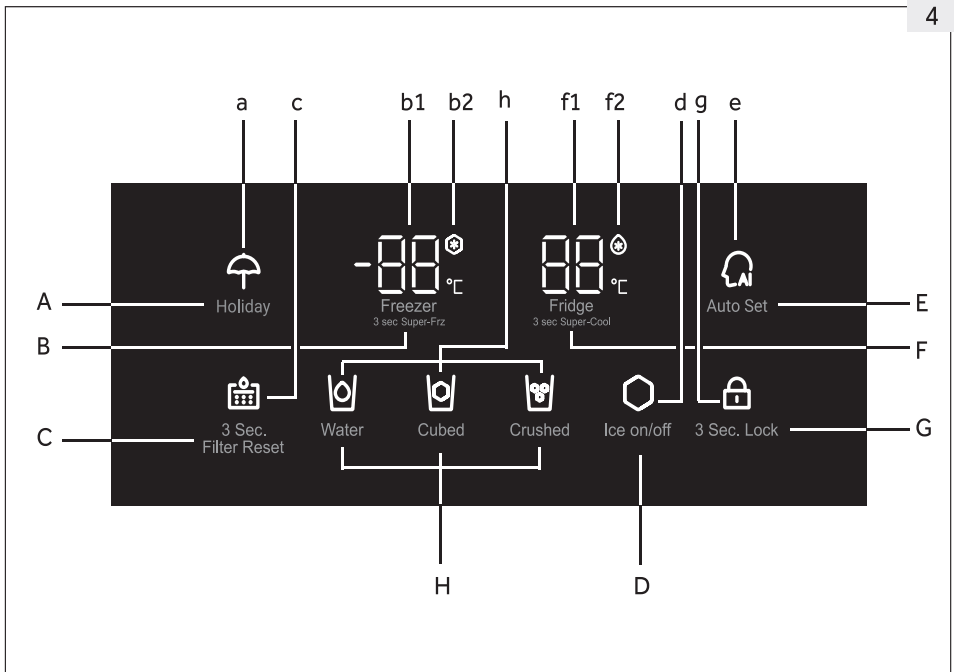 4
a c b1 b2 h f1 f2 d g e
-88 °C 88 °C AI
A Holiday Freezer Fridge Auto Set E
3 sec Super-Frz 3 sec Super-Cool
B F
C 3 Sec. Water Cubed Crushed Ice on/off 3 Sec. Lock G
Filter Reset
H D